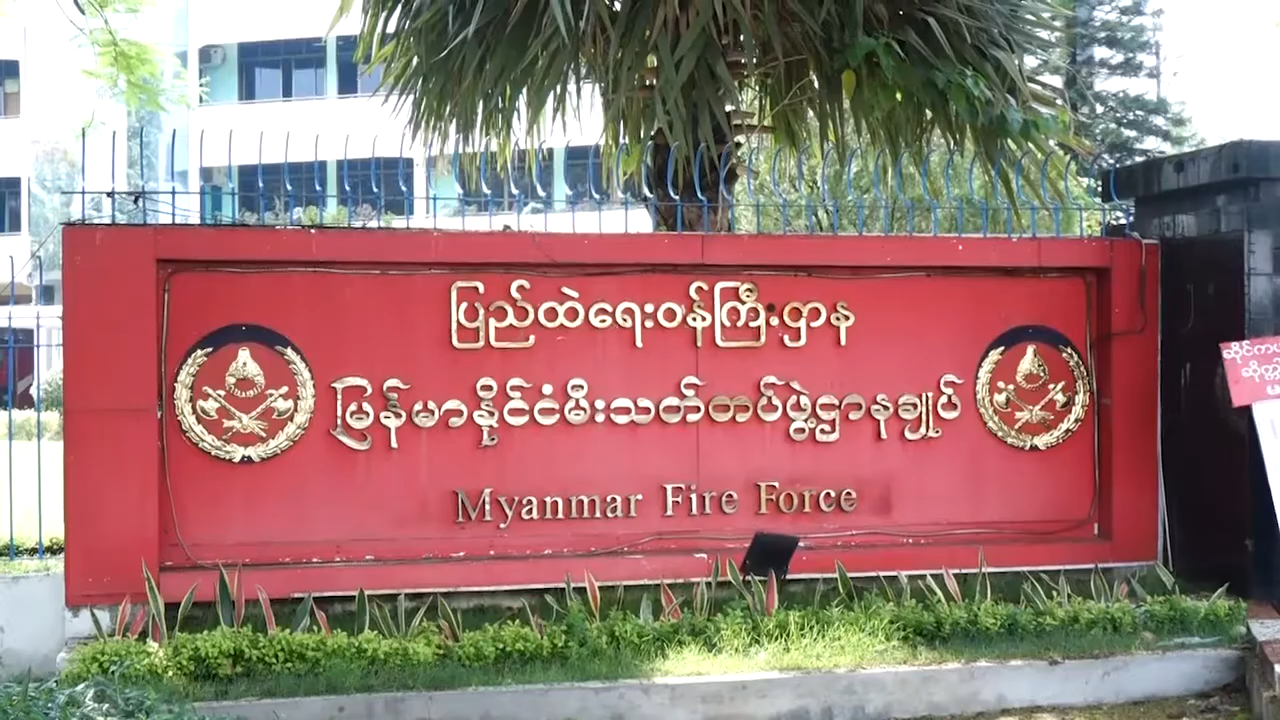 ပြည်ထဲရေးဝန်ကြီးဌာန
မြန်မာနိုင်ငံမီးသတ်တပ်ဖွဲ့ဌာနချုပ်
Myanmar Fire Force